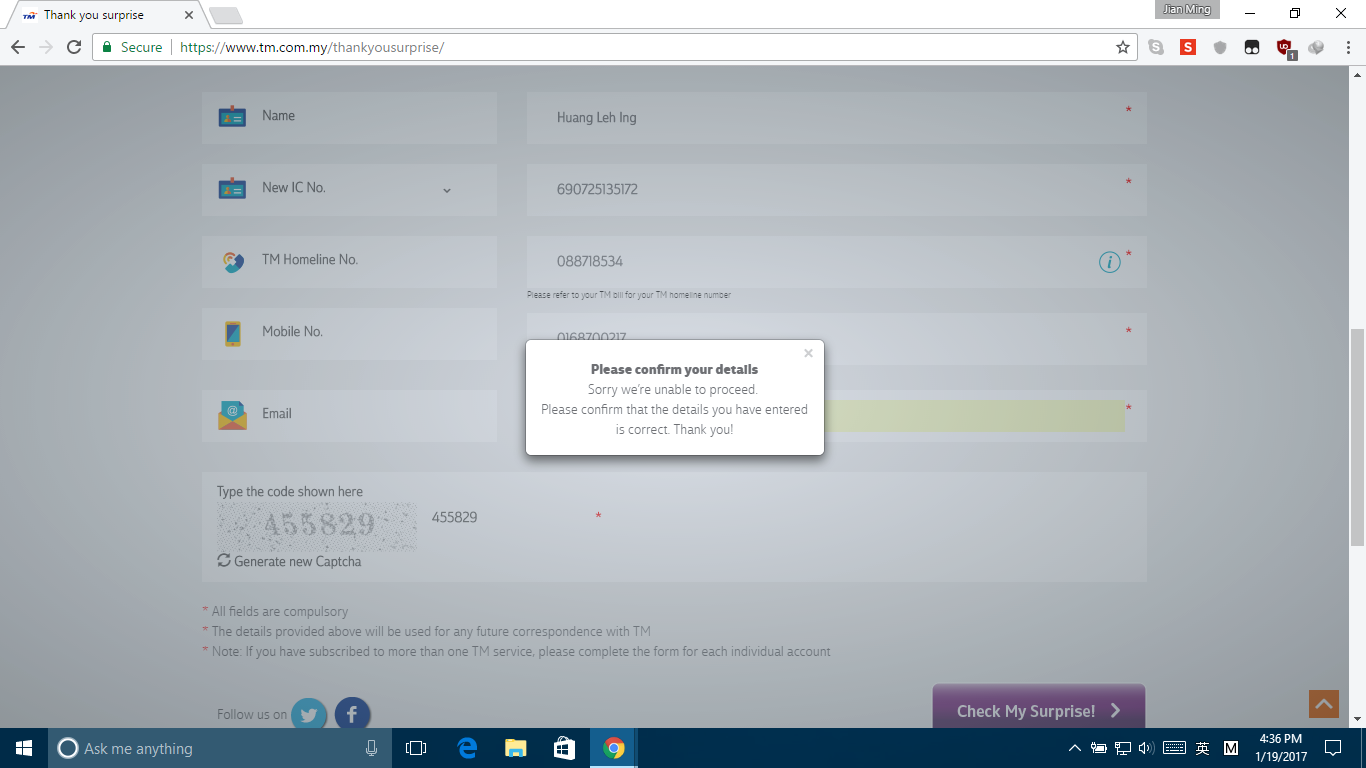 TM Thank you surprise
Jian Ming
Secure https://www.tm.com.my/thankyousurprise/
S
1
Name Huang Leh Ing *
New IC No. 690725135172 *
TM Homeline No. 088718534 i *
Please refer to your TM bill for your TM homeline number
Mobile No. 0168700217 *
Please confirm your details
Sorry we're unable to proceed.
Please confirm that the details you have entered
is correct. Thank you!
@ Email *
Type the code shown here
455829 455829 *
Generate new Captcha
* All fields are compulsory
* The details provided above will be used for any future correspondence with TM
* Note: If you have subscribed to more than one TM service, please complete the form for each individual account
Follow us on f
Check My Surprise!
Ask me anything
英 M
4:36 PM
1/19/2017